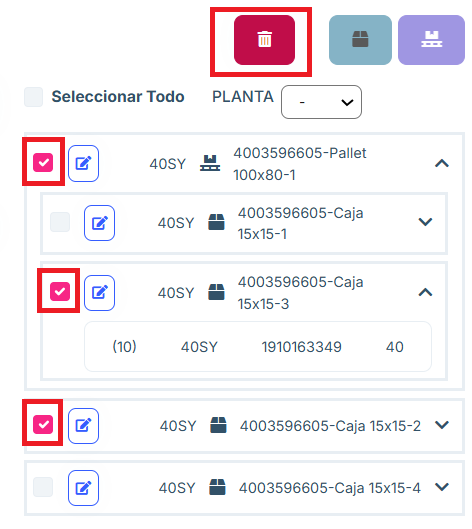 Seleccionar Todo PLANTA -
40SY 4003596605-Pallet
100x80-1
40SY 4003596605-Caja
15x15-1
40SY 4003596605-Caja
15x15-3
(10) 40SY 1910163349 40
40SY 4003596605-Caja 15x15-2
40SY 4003596605-Caja 15x15-4